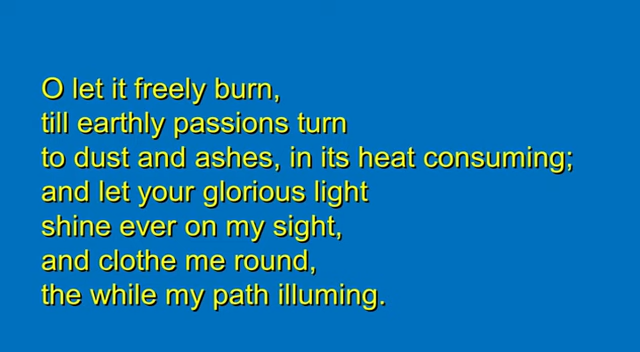 O let it freely burn,
till earthly passions turn
to dust and ashes, in its heat consuming;
and let your glorious light
shine ever on my sight,
and clothe me round,
the while my path illuming.